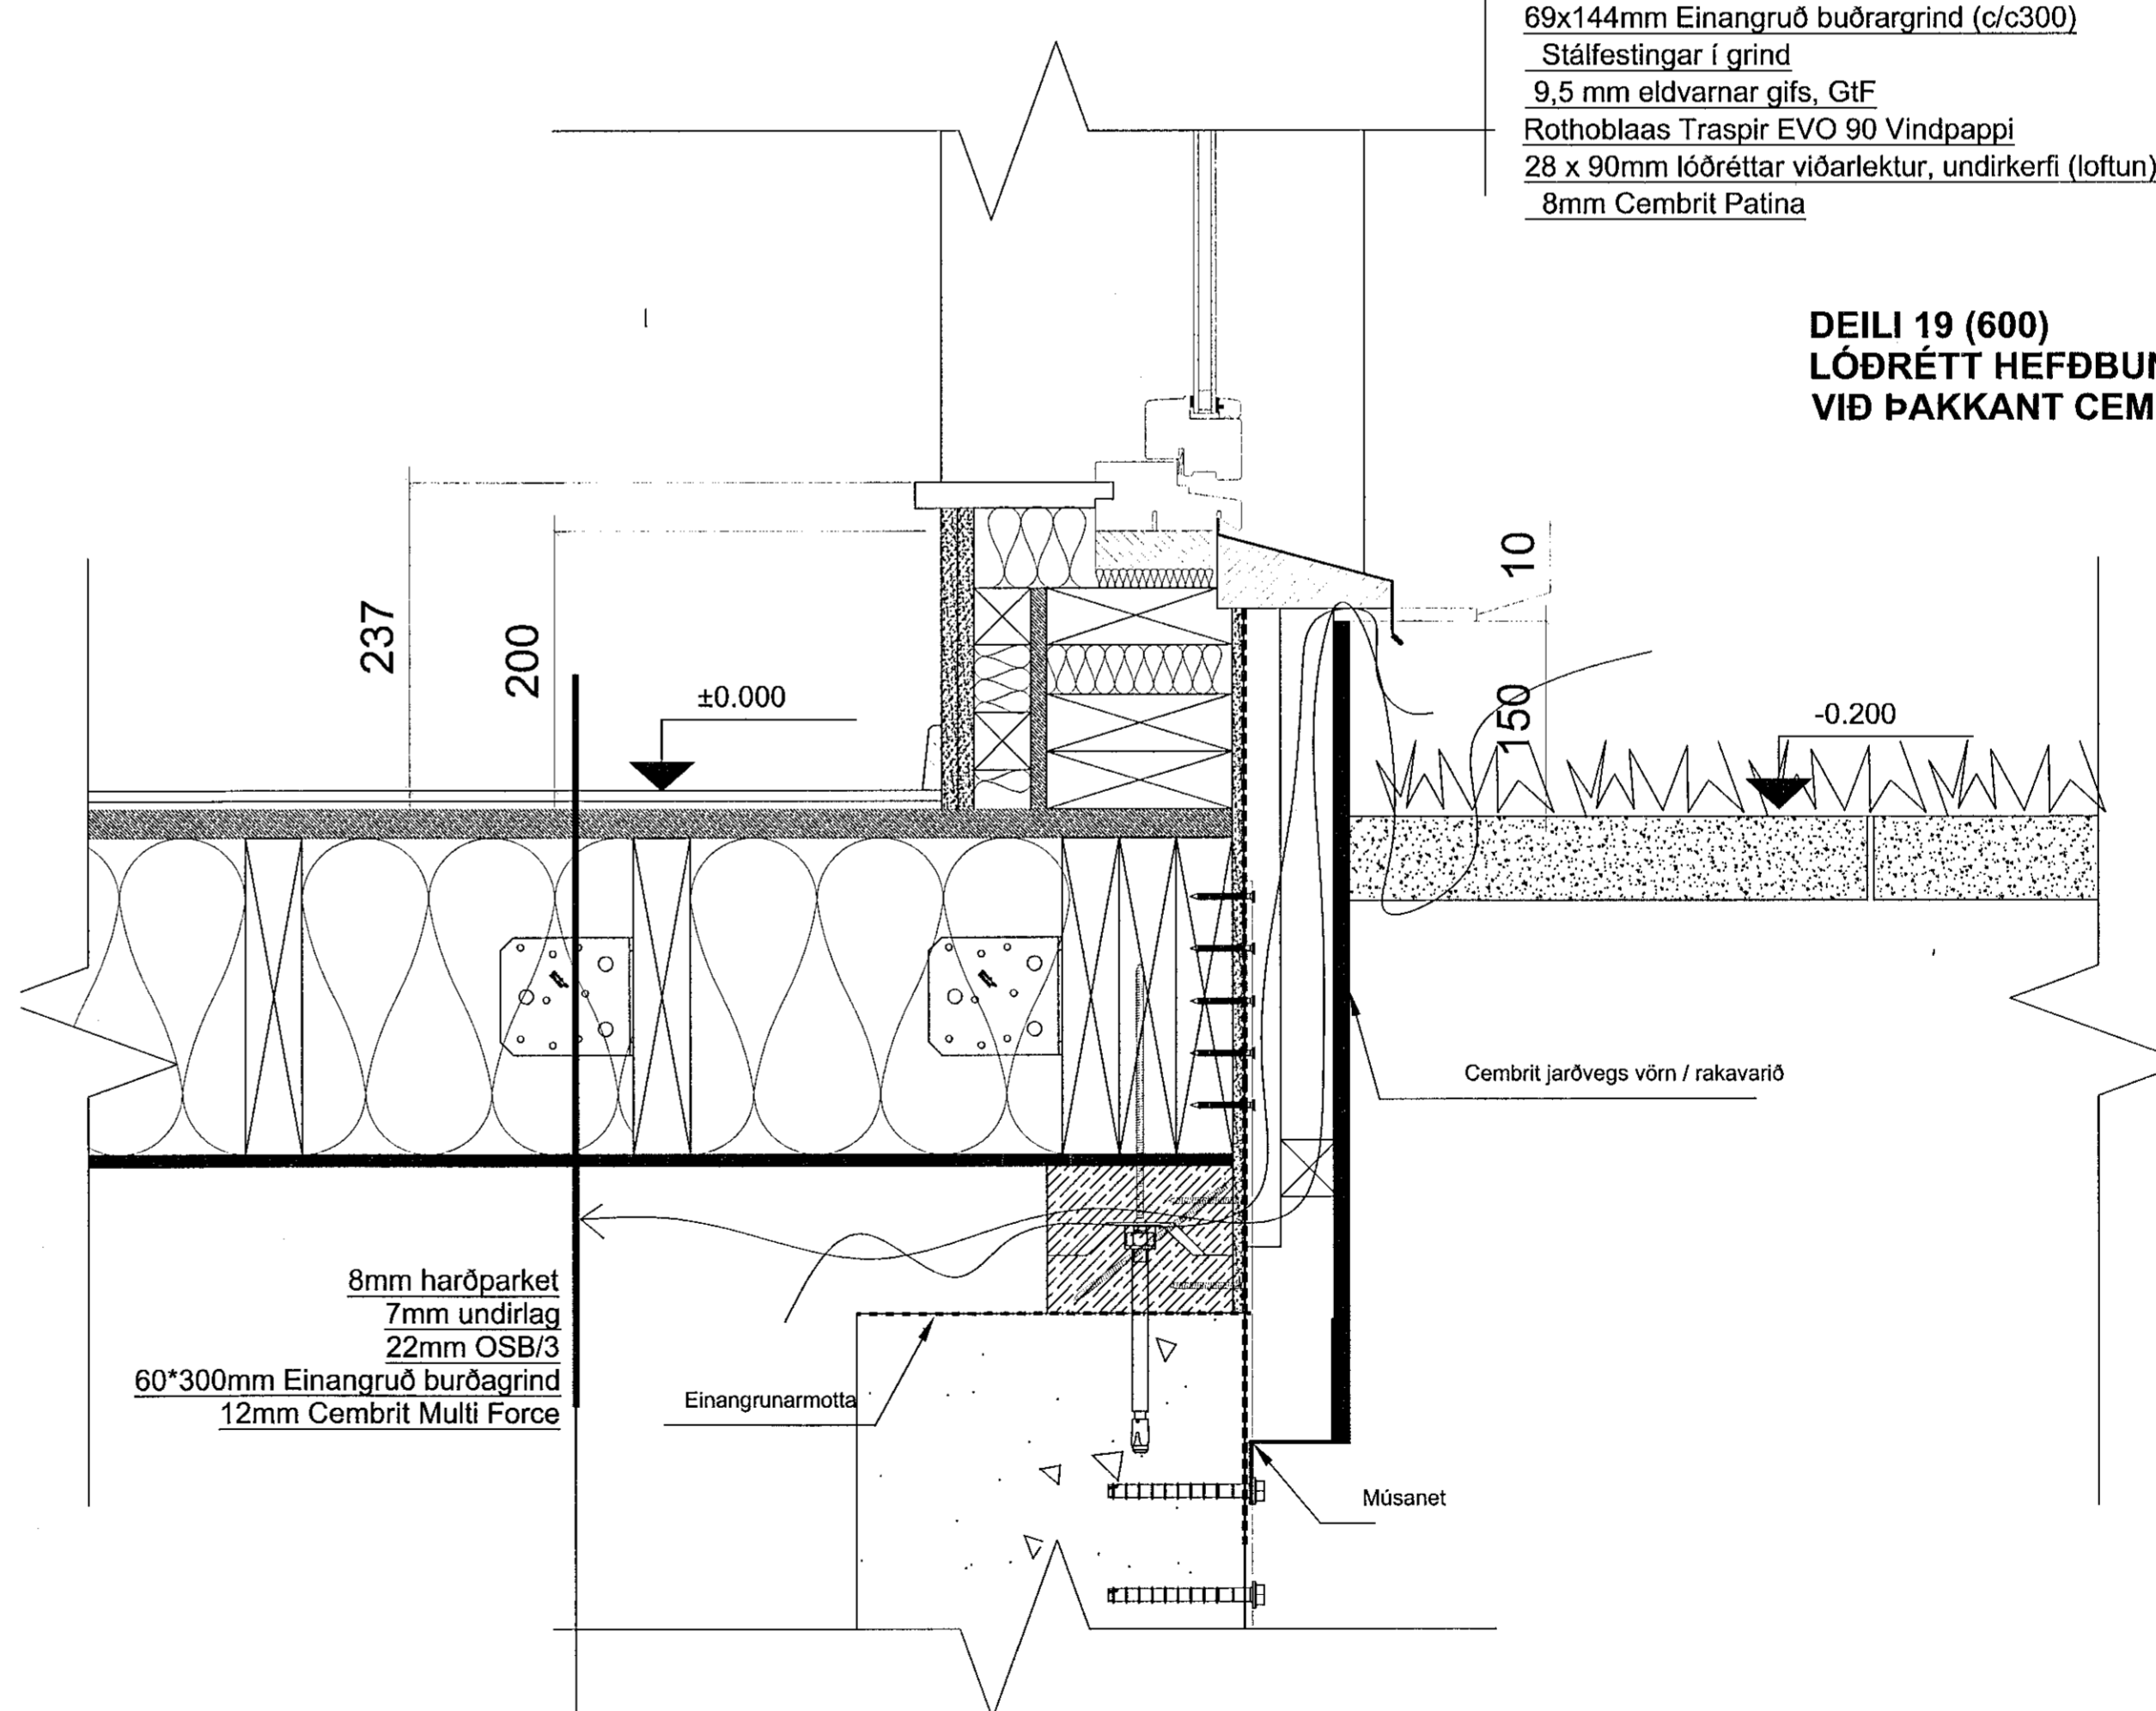 69x144mm Einangruð buðrargrind (c/c300)
Stálfestingar í grind
9,5 mm eldvarnar gifs, GtF
Rothoblaas Traspir EVO 90 Vindpappi
28 x 90mm lóðréttar viðarlektur, undirkerfi (loftun)
8mm Cembrit Patina
DEILI 19 (600)
LÓÐRÉTT HEFÐBUN
VIÐ ÞAKKANT CEM
237
200
±0.000
10
150
-0.200
Cembrit jarðvegs vörn / rakavarið
8mm harðparket
7mm undirlag
22mm OSB/3
60*300mm Einangruð burðagrind
12mm Cembrit Multi Force
Einangrunarmotta
Músanet